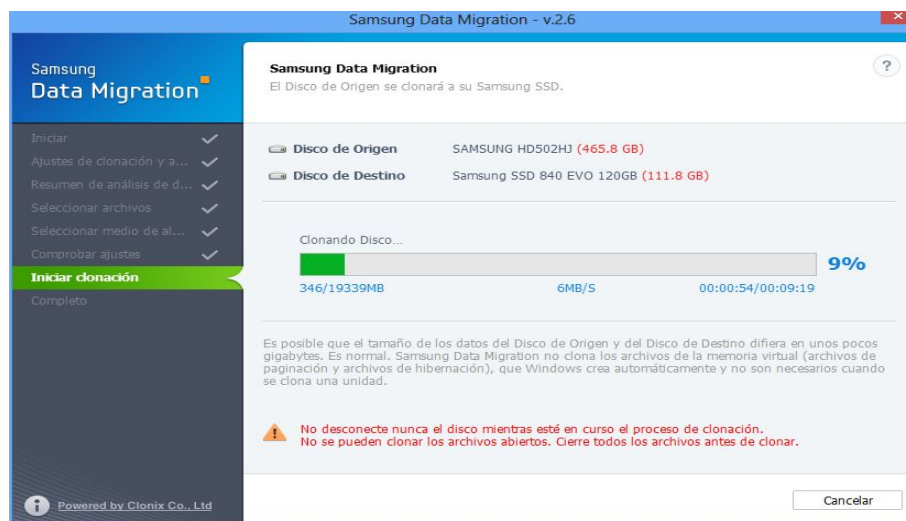 Samsung Data Migration - v.2.6
Samsung
Data Migration
Samsung Data Migration
El Disco de Origen se clonará a su Samsung SSD.
?
Iniciar
Ajustes de clonación y a...
Resumen de análisis de d...
Seleccionar archivos
Seleccionar medio de al...
Comprobar ajustes
Iniciar clonación
Completo
Disco de Origen SAMSUNG HD502HJ (465.8 GB)
Disco de Destino Samsung SSD 840 EVO 120GB (111.8 GB)
Clonando Disco...
9%
346/19339MB 6MB/S 00:00:54/00:09:19
Es posible que el tamaño de los datos del Disco de Origen y del Disco de Destino difiera en unos pocos
gigabytes. Es normal. Samsung Data Migration no clona los archivos de la memoria virtual (archivos de
paginación y archivos de hibernación), que Windows crea automáticamente y no son necesarios cuando
se clona una unidad.
No desconecte nunca el disco mientras esté en curso el proceso de clonación.
No se pueden clonar los archivos abiertos. Cierre todos los archivos antes de clonar.
Powered by Clonix Co., Ltd
Cancelar